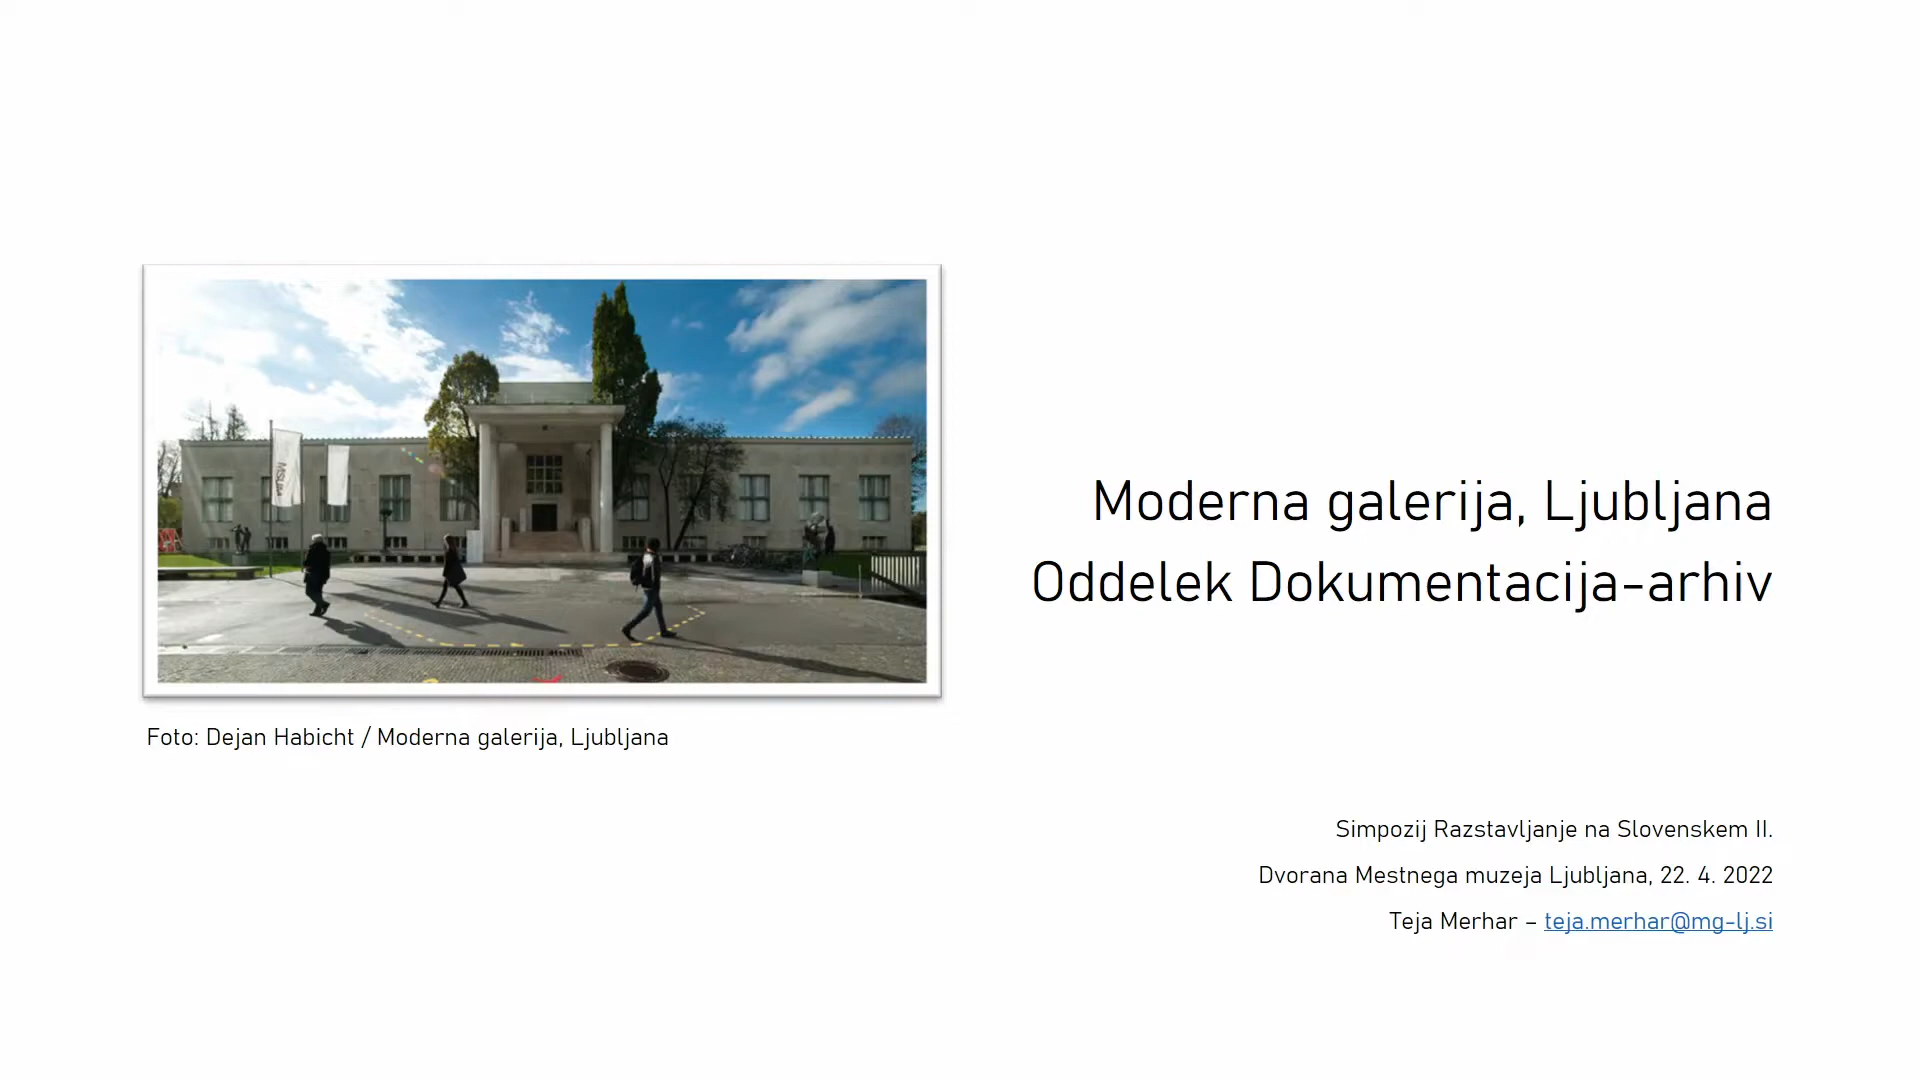 Moderna galerija, Ljubljana
Oddelek Dokumentacija-arhiv
Foto: Dejan Habicht / Moderna galerija, Ljubljana
Simpozij Razstavljanje na Slovenskem II.
Dvorana Mestnega muzeja Ljubljana, 22. 4. 2022
Teja Merhar – teja.merhar@mg-lj.si